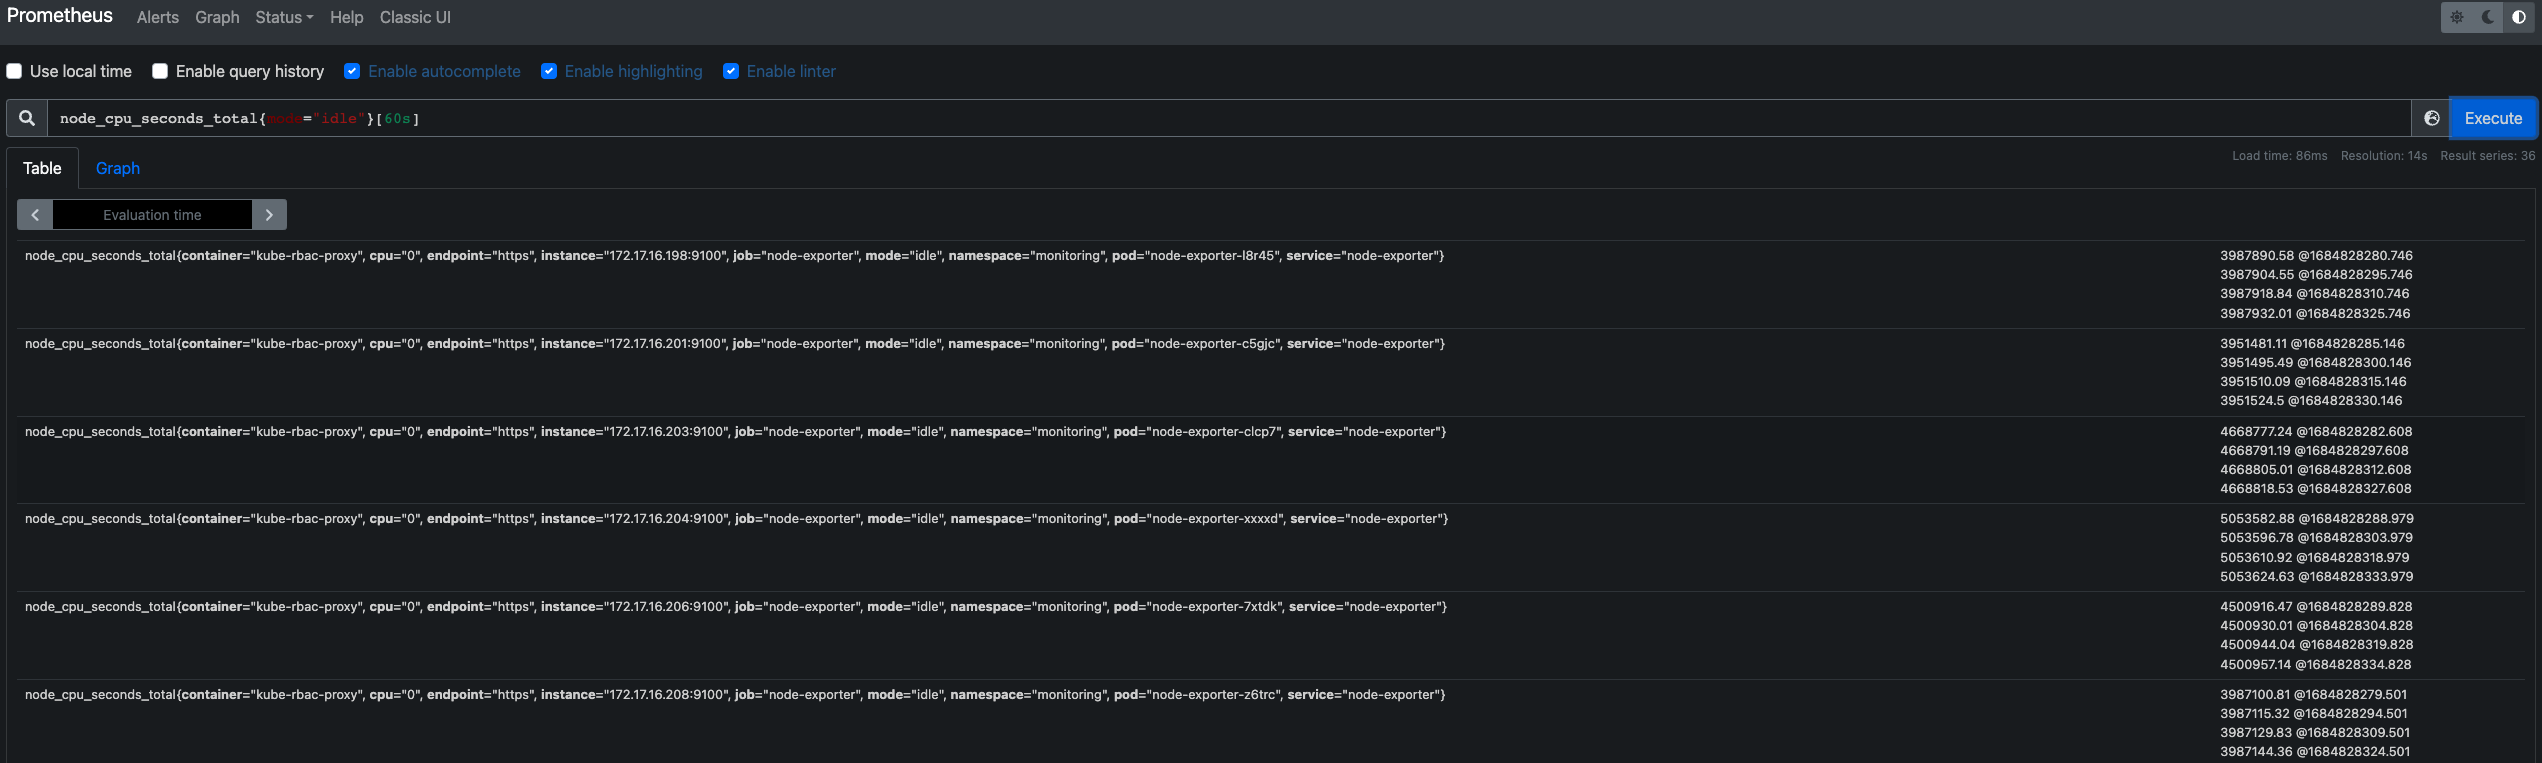 Prometheus Alerts Graph Status Help Classic UI
Use local time Enable query history Enable autocomplete Enable highlighting Enable linter
node_cpu_seconds_total{mode="idle"}[60s] Execute
Table Graph Load time: 86ms Resolution: 14s Result series: 36
Evaluation time
node_cpu_seconds_total{container="kube-rbac-proxy", cpu="0", endpoint="https", instance="172.17.16.198:9100", job="node-exporter", mode="idle", namespace="monitoring", pod="node-exporter-l8r45", service="node-exporter"} 3987890.58 @1684828280.746
3987904.55 @1684828295.746
3987918.84 @1684828310.746
3987932.01 @1684828325.746
node_cpu_seconds_total{container="kube-rbac-proxy", cpu="0", endpoint="https", instance="172.17.16.201:9100", job="node-exporter", mode="idle", namespace="monitoring", pod="node-exporter-c5gjc", service="node-exporter"} 3951481.11 @1684828285.146
3951495.49 @1684828300.146
3951510.09 @1684828315.146
3951524.5 @1684828330.146
node_cpu_seconds_total{container="kube-rbac-proxy", cpu="0", endpoint="https", instance="172.17.16.203:9100", job="node-exporter", mode="idle", namespace="monitoring", pod="node-exporter-clcp7", service="node-exporter"} 4668777.24 @1684828282.608
4668791.19 @1684828297.608
4668805.01 @1684828312.608
4668818.53 @1684828327.608
node_cpu_seconds_total{container="kube-rbac-proxy", cpu="0", endpoint="https", instance="172.17.16.204:9100", job="node-exporter", mode="idle", namespace="monitoring", pod="node-exporter-xxxxd", service="node-exporter"} 5053582.88 @1684828288.979
5053596.78 @1684828303.979
5053610.92 @1684828318.979
5053624.63 @1684828333.979
node_cpu_seconds_total{container="kube-rbac-proxy", cpu="0", endpoint="https", instance="172.17.16.206:9100", job="node-exporter", mode="idle", namespace="monitoring", pod="node-exporter-7xtdk", service="node-exporter"} 4500916.47 @1684828289.828
4500930.01 @1684828304.828
4500944.04 @1684828319.828
4500957.14 @1684828334.828
node_cpu_seconds_total{container="kube-rbac-proxy", cpu="0", endpoint="https", instance="172.17.16.208:9100", job="node-exporter", mode="idle", namespace="monitoring", pod="node-exporter-z6trc", service="node-exporter"} 3987100.81 @1684828279.501
3987115.32 @1684828294.501
3987129.83 @1684828309.501
3987144.36 @1684828324.501